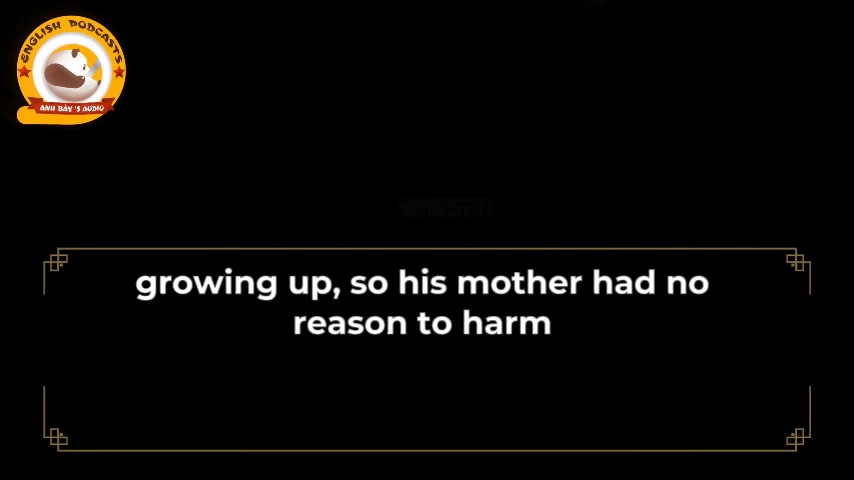 ENGLISH PODCASTS
ANH BẢY 'S AUDIO
growing up, so his mother had no
reason to harm